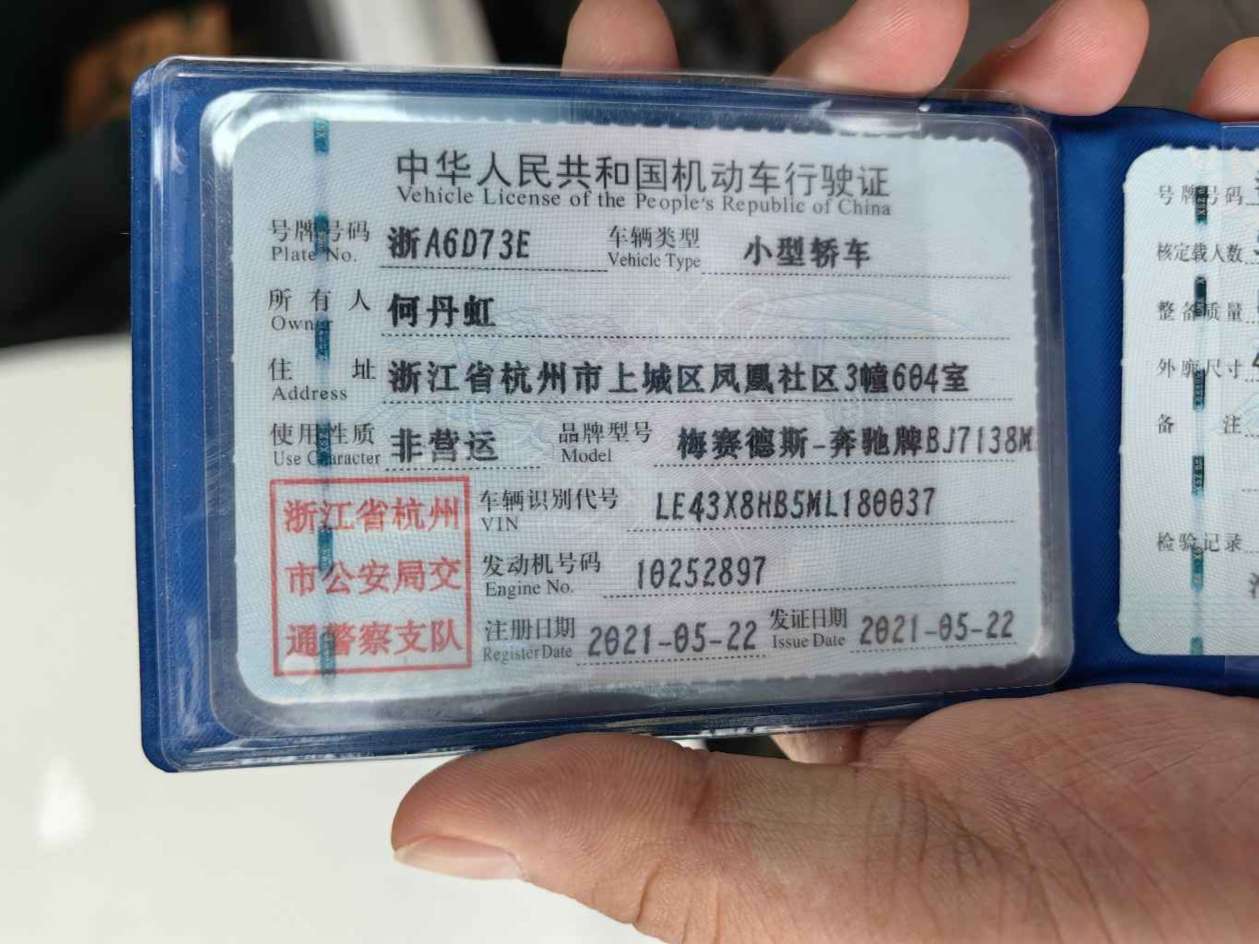 中华人民共和国机动车行驶证
Vehicle License of the People's Republic of China
号牌号码 浙A6D73E 车辆类型 小型轿车
Plate No. Vehicle Type
所有人 何丹虹
Owner
住址 浙江省杭州市上城区凤凰社区3幢604室
Address
使用性质 非营运 品牌型号 梅赛德斯-奔驰牌BJ7138M
Use Character Model
浙江省杭州
市公安局交
通警察支队
车辆识别代号 LE43X8HB5ML180037
VIN
发动机号码 10252897
Engine No.
注册日期 2021-05-22 发证日期 2021-05-22
Register Date Issue Date
号牌号码
核定载人数
整备质量
外廓尺寸
备注
检验记录